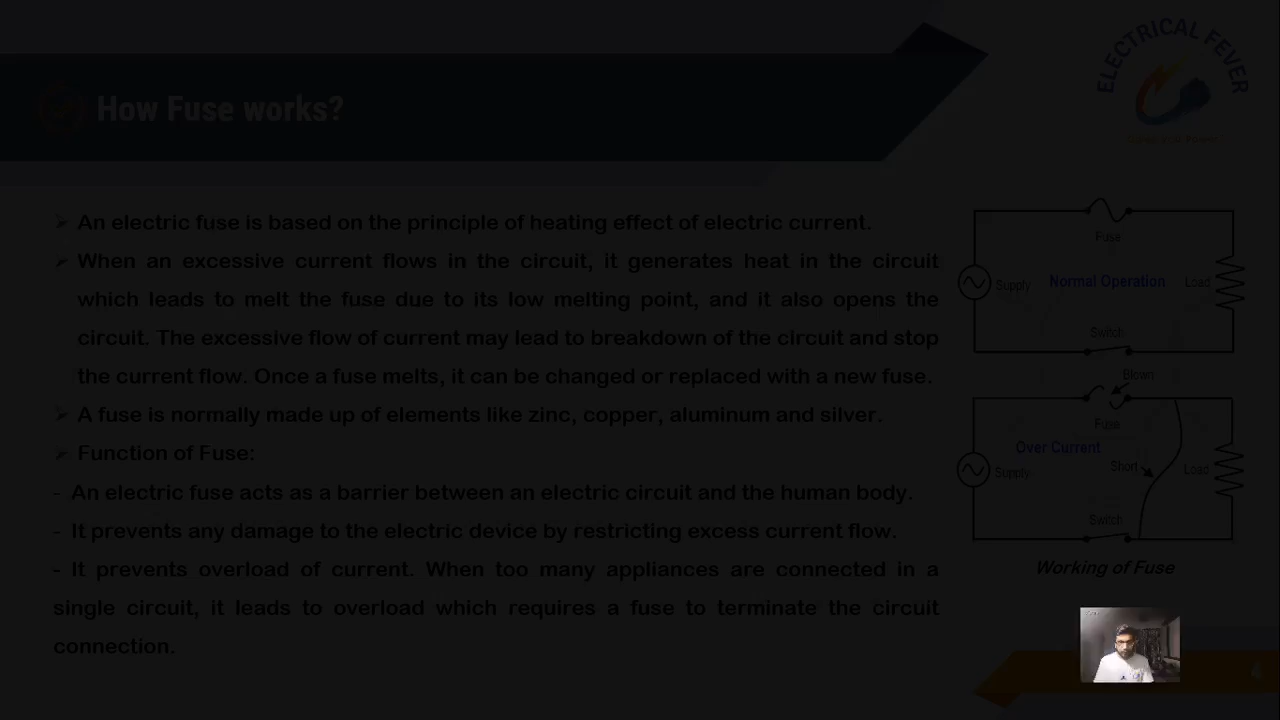 ELECTRICAL FEVER
How Fuse works?
➢ An electric fuse is based on the principle of heating effect of electric current.
➢ When an excessive current flows in the circuit, it generates heat in the circuit
which leads to melt the fuse due to its low melting point, and it also opens the
circuit. The excessive flow of current may lead to breakdown of the circuit and stop
the current flow. Once a fuse melts, it can be changed or replaced with a new fuse.
➢ A fuse is normally made up of elements like zinc, copper, aluminum and silver.
➢ Function of Fuse:
- An electric fuse acts as a barrier between an electric circuit and the human body.
- It prevents any damage to the electric device by restricting excess current flow.
- It prevents overload of current. When too many appliances are connected in a
single circuit, it leads to overload which requires a fuse to terminate the circuit
connection.
Fuse
Supply
Normal Operation
Load
Switch
Blown
Fuse
Over Current
Short
Supply
Load
Switch
Working of Fuse
4